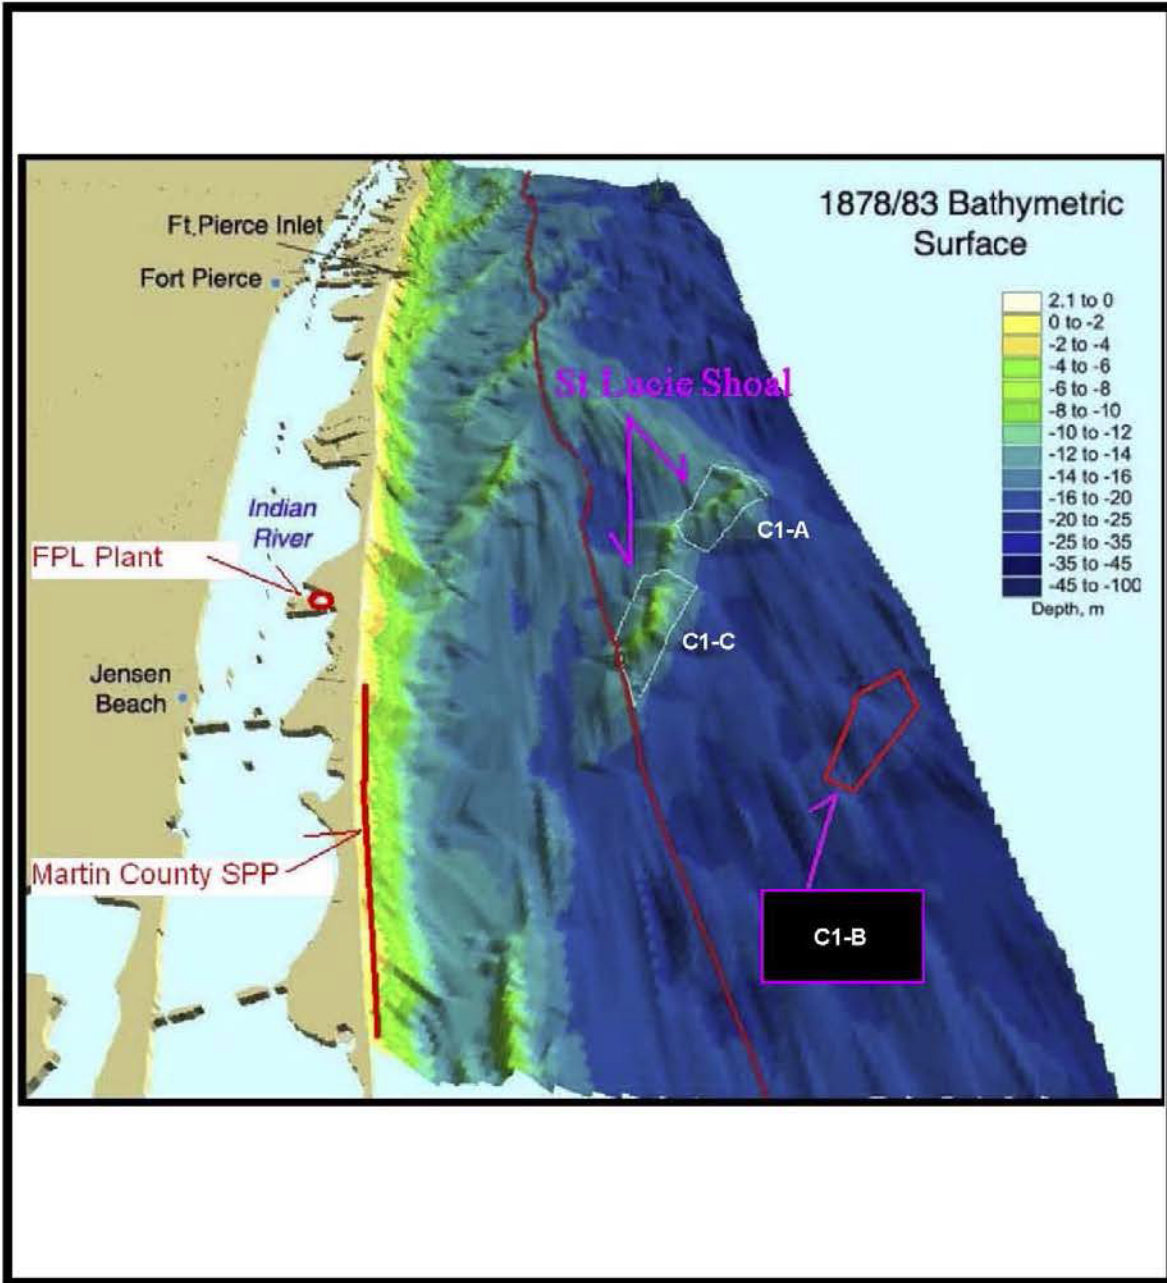 1878/83 Bathymetric
Surface
Ft.Pierce Inlet
Fort Pierce
2.1 to 0
0 to -2
-2 to -4
-4 to -6
-6 to -8
-8 to -10
-10 to -12
-12 to -14
-14 to -16
-16 to -20
-20 to -25
-25 to -35
-35 to -45
-45 to -100
Depth, m
St Lucie Shoal
C1-A
Indian
River
FPL Plant
C1-C
Jensen
Beach
Martin County SPP
C1-B